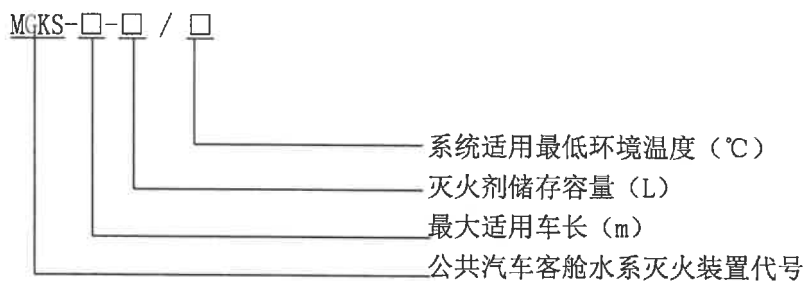 MGKS-□-□ / □
系统适用最低环境温度（℃）
灭火剂储存容量（L）
最大适用车长（m）
公共汽车客舱水系灭火装置代号